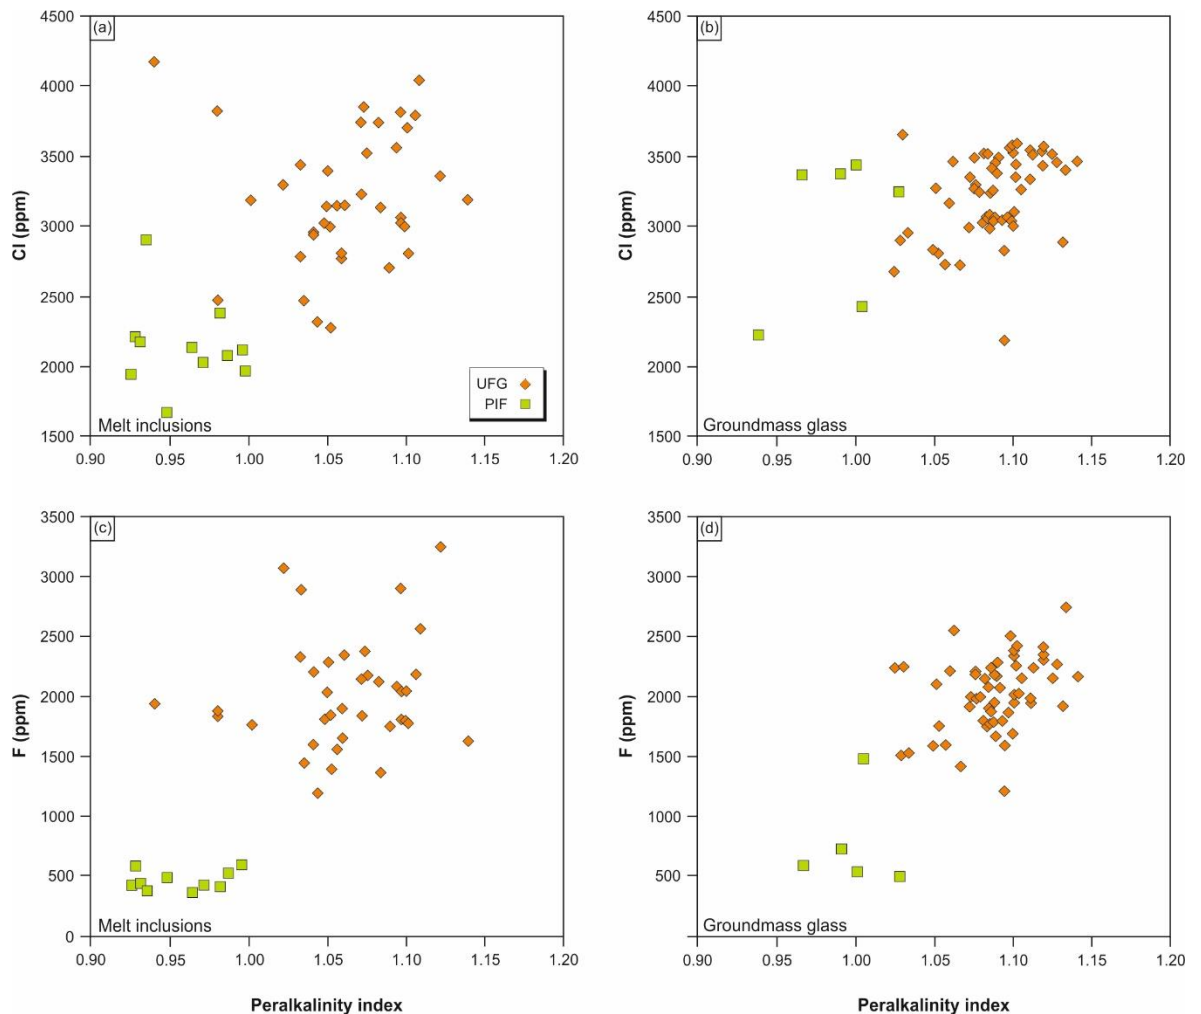 (a)
4500
4000
3500
3000
2500
2000
1500
Cl (ppm)
UFG
PIF
Melt inclusions
0.90 0.95 1.00 1.05 1.10 1.15 1.20
(b)
4500
4000
3500
3000
2500
2000
1500
Cl (ppm)
Groundmass glass
0.90 1.00 1.05 1.10 1.15 1.20
(c)
3500
3000
2500
2000
1500
1000
500
0
F (ppm)
Melt inclusions
0.90 0.95 1.00 1.05 1.10 1.15 1.20
Peralkalinity index
(d)
3500
3000
2500
2000
1500
1000
500
F (ppm)
Groundmass glass
0.90 0.95 1.00 1.05 1.10 1.15 1.20
Peralkalinity index